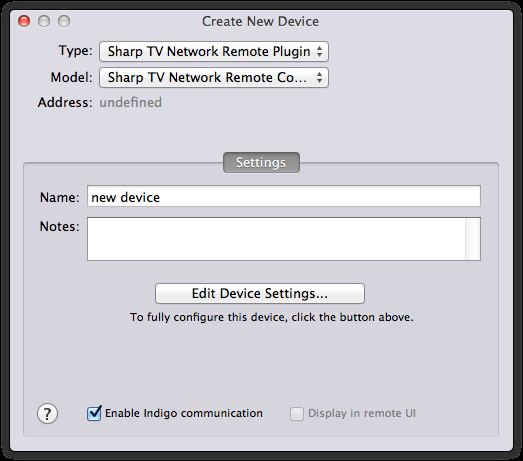 Create New Device
Type: Sharp TV Network Remote Plugin
Model: Sharp TV Network Remote Co...
Address: undefined
Settings
Name: new device
Notes:
Edit Device Settings...
To fully configure this device, click the button above.
? Enable Indigo communication Display in remote UI